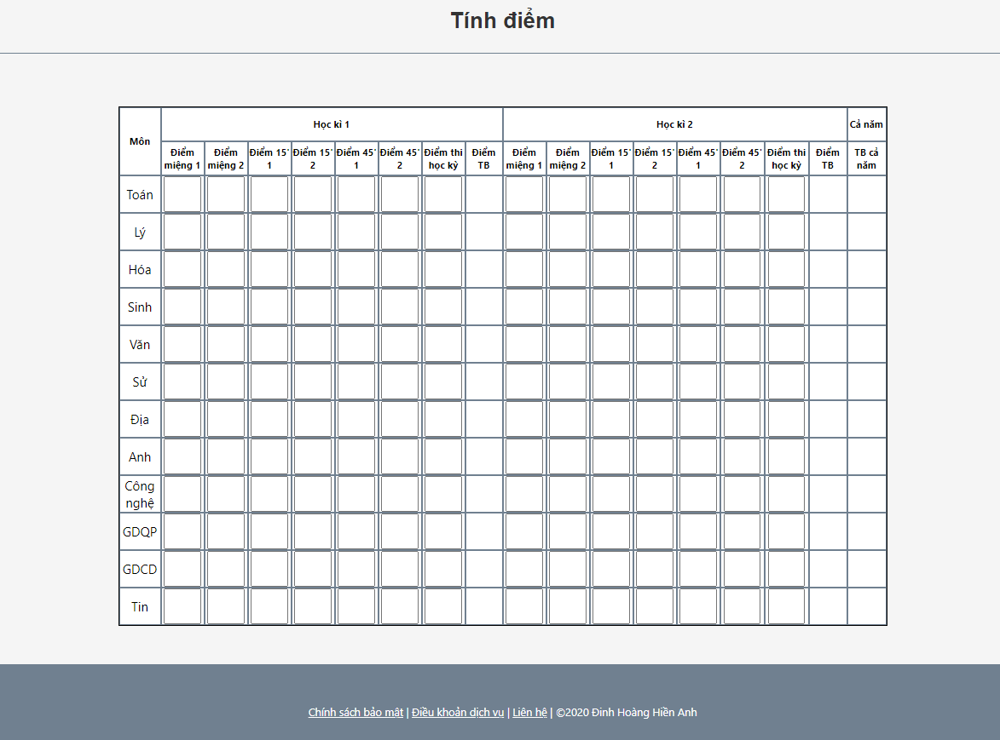 Tính điểm
Môn
Học kì 1
Học kì 2
Cả năm
Điểm miệng 1
Điểm miệng 2
Điểm 15' 1
Điểm 15' 2
Điểm 45' 1
Điểm 45' 2
Điểm thi học kỳ
Điểm TB
Điểm miệng 1
Điểm miệng 2
Điểm 15' 1
Điểm 15' 2
Điểm 45' 1
Điểm 45' 2
Điểm thi học kỳ
Điểm TB
TB cả năm
Toán
Lý
Hóa
Sinh
Văn
Sử
Địa
Anh
Công nghệ
GDQP
GDCD
Tin
Chính sách bảo mật | Điều khoản dịch vụ | Liên hệ | ©2020 Đinh Hoàng Hiền Anh